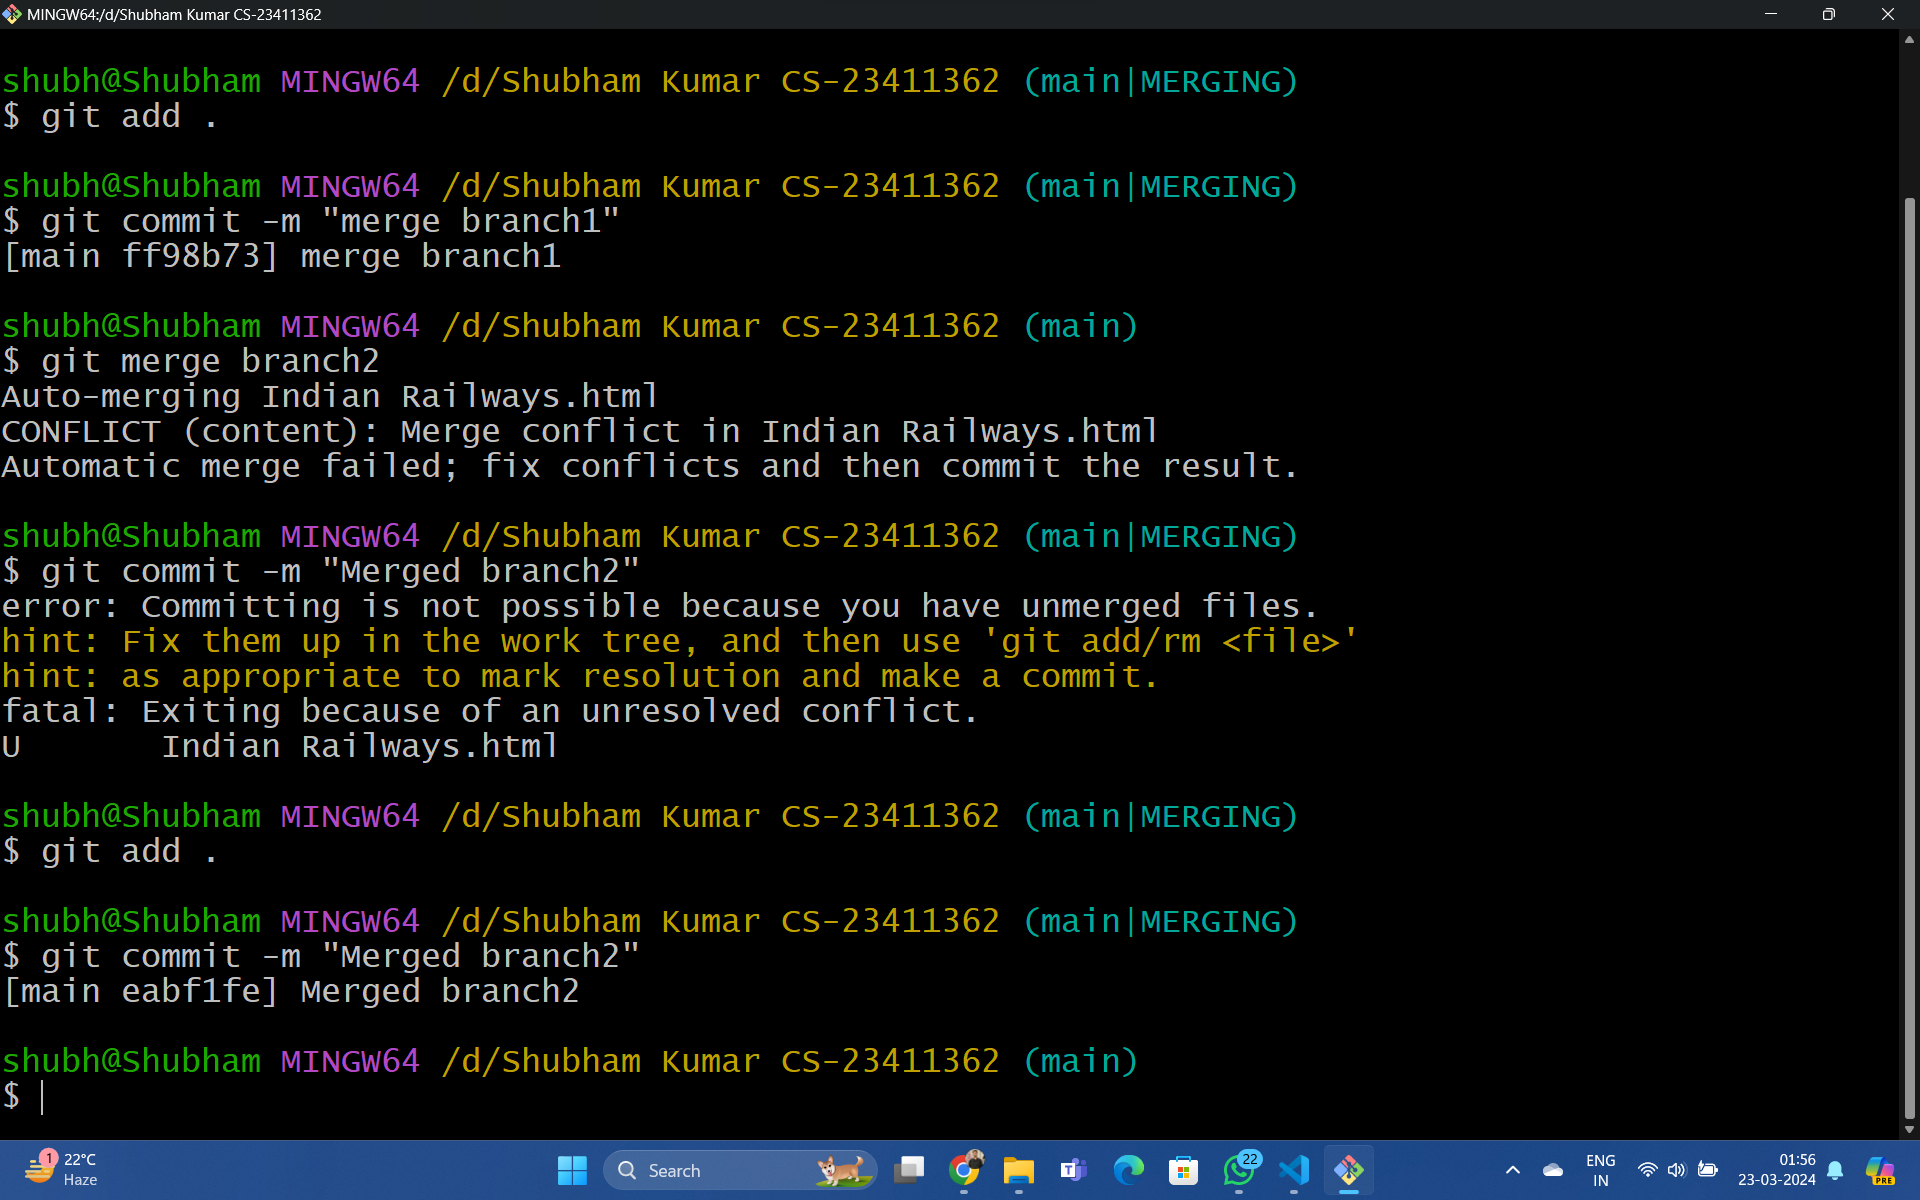 MINGW64:/d/Shubham Kumar CS-23411362
shubh@Shubham MINGW64 /d/Shubham Kumar CS-23411362 (main|MERGING)
$ git add .
shubh@Shubham MINGW64 /d/Shubham Kumar CS-23411362 (main|MERGING)
$ git commit -m "merge branch1"
[main ff98b73] merge branch1
shubh@Shubham MINGW64 /d/Shubham Kumar CS-23411362 (main)
$ git merge branch2
Auto-merging Indian Railways.html
CONFLICT (content): Merge conflict in Indian Railways.html
Automatic merge failed; fix conflicts and then commit the result.
shubh@Shubham MINGW64 /d/Shubham Kumar CS-23411362 (main|MERGING)
$ git commit -m "Merged branch2"
error: Committing is not possible because you have unmerged files.
hint: Fix them up in the work tree, and then use 'git add/rm <file>'
hint: as appropriate to mark resolution and make a commit.
fatal: Exiting because of an unresolved conflict.
U       Indian Railways.html
shubh@Shubham MINGW64 /d/Shubham Kumar CS-23411362 (main|MERGING)
$ git add .
shubh@Shubham MINGW64 /d/Shubham Kumar CS-23411362 (main|MERGING)
$ git commit -m "Merged branch2"
[main eabf1fe] Merged branch2
shubh@Shubham MINGW64 /d/Shubham Kumar CS-23411362 (main)
$
1
22°C
Haze
Search
22
ENG
IN
01:56
23-03-2024
PRE